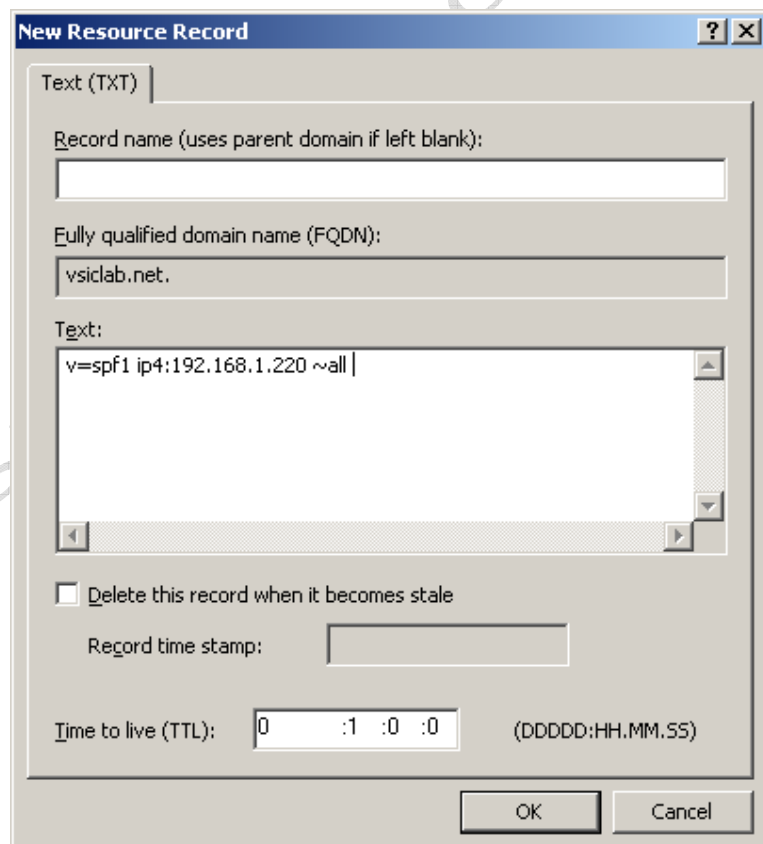 New Resource Record
Text (TXT)
Record name (uses parent domain if left blank):
Fully qualified domain name (FQDN):
vsiclab.net.
Text:
v=spf1 ip4:192.168.1.220 ~all
Delete this record when it becomes stale
Record time stamp:
Time to live (TTL): 0 :1 :0 :0 (DDDDD:HH.MM.SS)
OK Cancel